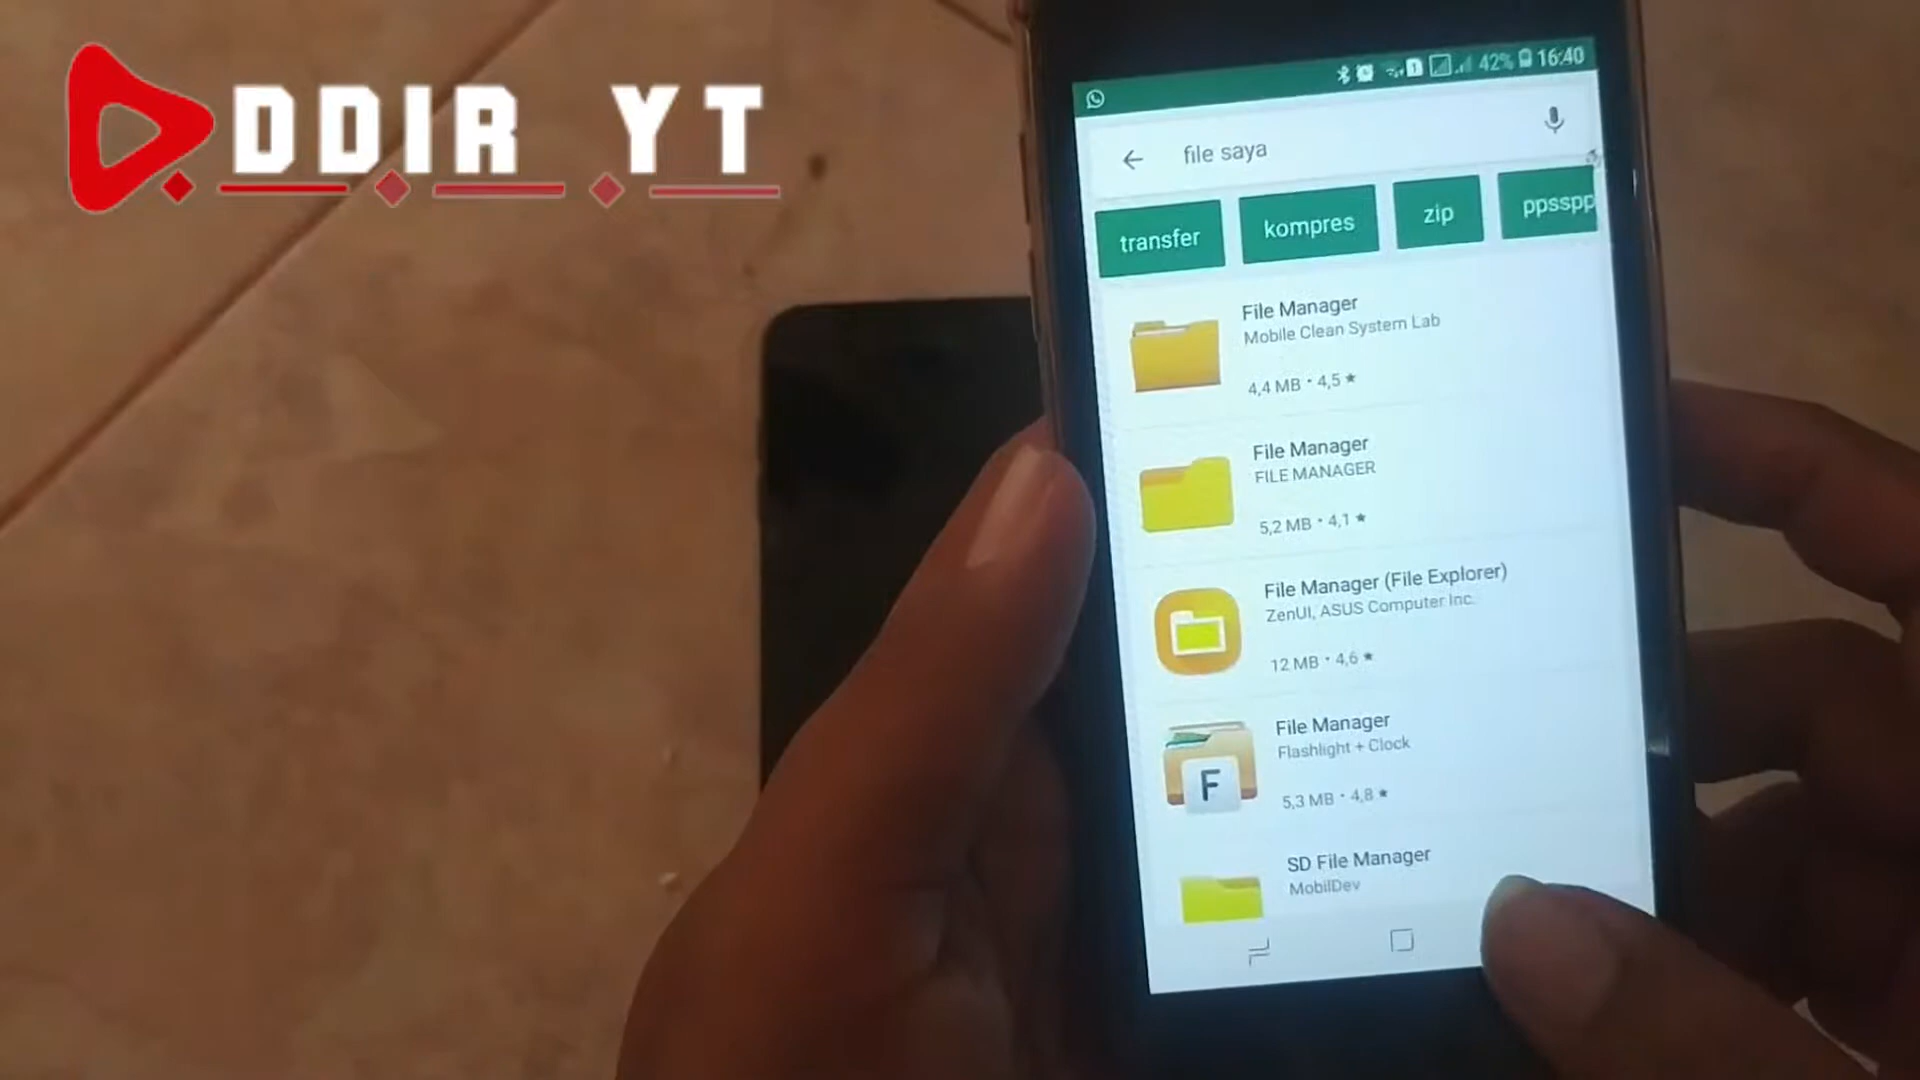 DDIR YT
42% 16:40
file saya
transfer kompres zip ppsspp
File Manager
Mobile Clean System Lab
4,4 MB · 4,5 ★
File Manager
FILE MANAGER
5,2 MB · 4,1 ★
File Manager (File Explorer)
ZenUI, ASUS Computer Inc.
12 MB · 4,6 ★
F
File Manager
Flashlight + Clock
5,3 MB · 4,8 ★
SD File Manager
MobilDev